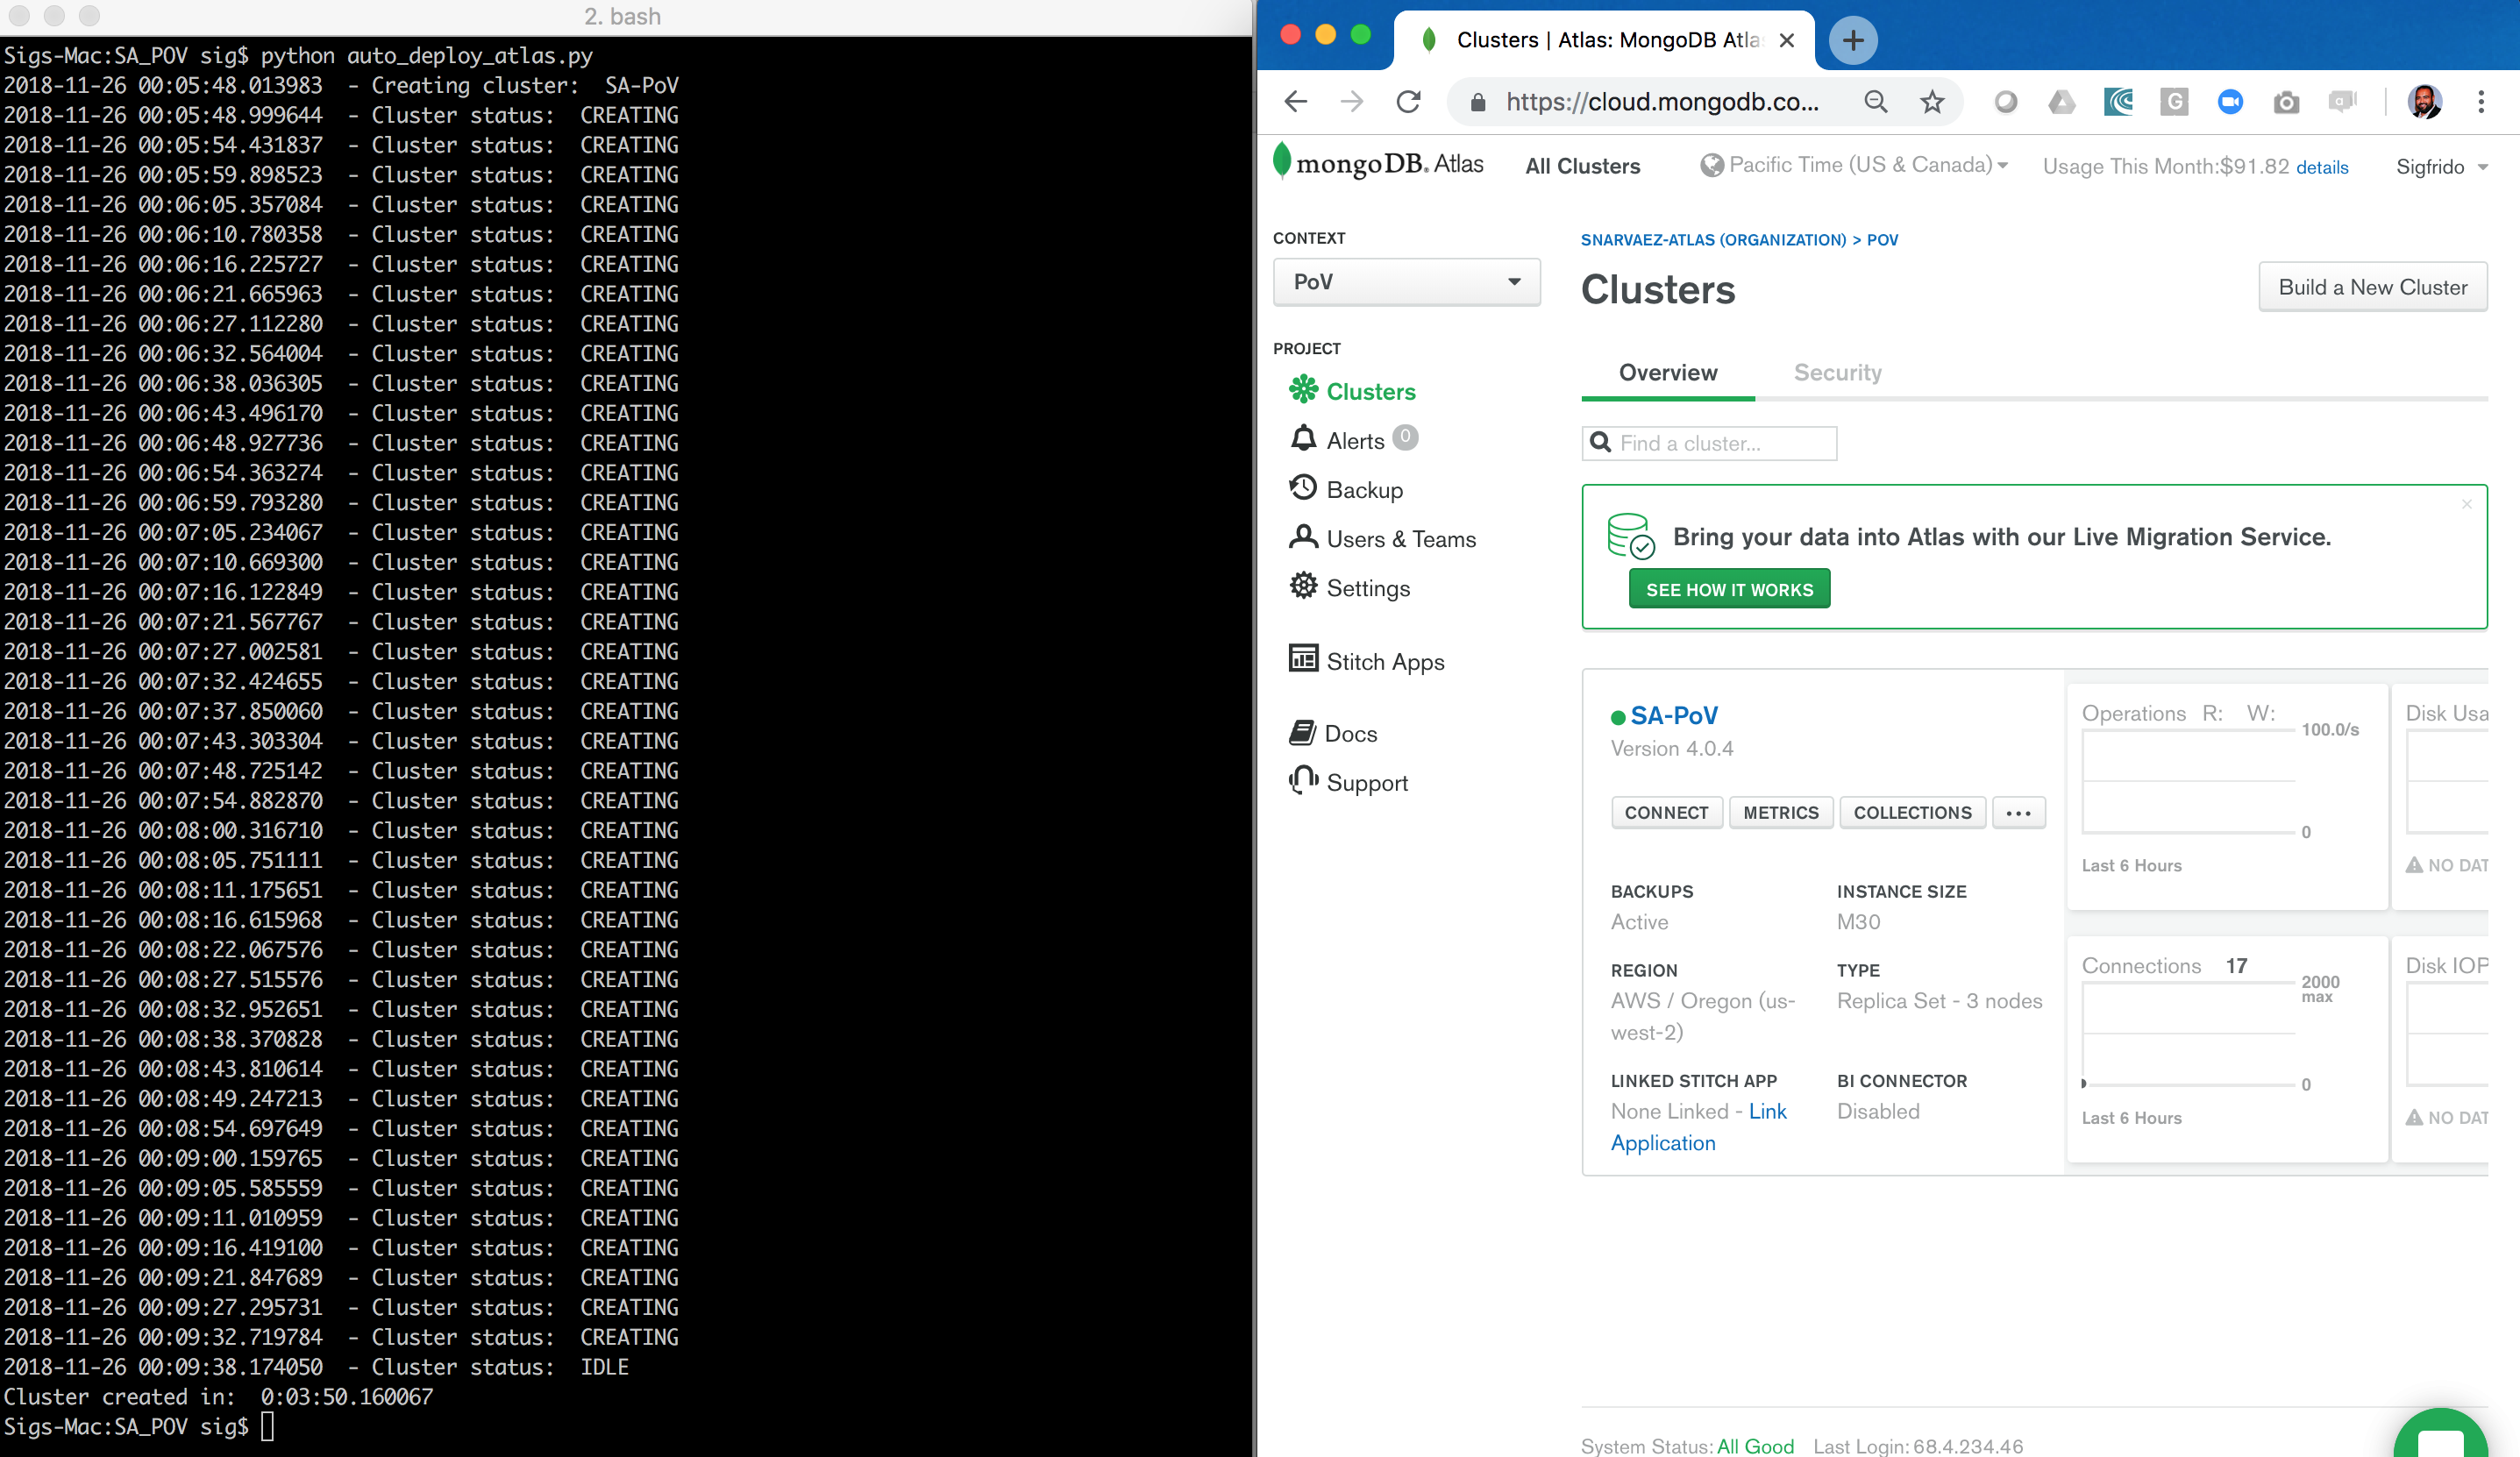 2. bash
Sigs-Mac:SA_POV sig$ python auto_deploy_atlas.py
2018-11-26 00:05:48.013983 - Creating cluster: SA-PoV
2018-11-26 00:05:48.999644 - Cluster status: CREATING
2018-11-26 00:05:54.431837 - Cluster status: CREATING
2018-11-26 00:05:59.898523 - Cluster status: CREATING
2018-11-26 00:06:05.357084 - Cluster status: CREATING
2018-11-26 00:06:10.780358 - Cluster status: CREATING
2018-11-26 00:06:16.225727 - Cluster status: CREATING
2018-11-26 00:06:21.665963 - Cluster status: CREATING
2018-11-26 00:06:27.112280 - Cluster status: CREATING
2018-11-26 00:06:32.564004 - Cluster status: CREATING
2018-11-26 00:06:38.036305 - Cluster status: CREATING
2018-11-26 00:06:43.496170 - Cluster status: CREATING
2018-11-26 00:06:48.927736 - Cluster status: CREATING
2018-11-26 00:06:54.363274 - Cluster status: CREATING
2018-11-26 00:06:59.793280 - Cluster status: CREATING
2018-11-26 00:07:05.234067 - Cluster status: CREATING
2018-11-26 00:07:10.669300 - Cluster status: CREATING
2018-11-26 00:07:16.122849 - Cluster status: CREATING
2018-11-26 00:07:21.567767 - Cluster status: CREATING
2018-11-26 00:07:27.002581 - Cluster status: CREATING
2018-11-26 00:07:32.424655 - Cluster status: CREATING
2018-11-26 00:07:37.850060 - Cluster status: CREATING
2018-11-26 00:07:43.303304 - Cluster status: CREATING
2018-11-26 00:07:48.725142 - Cluster status: CREATING
2018-11-26 00:07:54.882870 - Cluster status: CREATING
2018-11-26 00:08:00.316710 - Cluster status: CREATING
2018-11-26 00:08:05.751111 - Cluster status: CREATING
2018-11-26 00:08:11.175651 - Cluster status: CREATING
2018-11-26 00:08:16.615968 - Cluster status: CREATING
2018-11-26 00:08:22.067576 - Cluster status: CREATING
2018-11-26 00:08:27.515576 - Cluster status: CREATING
2018-11-26 00:08:32.952651 - Cluster status: CREATING
2018-11-26 00:08:38.370828 - Cluster status: CREATING
2018-11-26 00:08:43.810614 - Cluster status: CREATING
2018-11-26 00:08:49.247213 - Cluster status: CREATING
2018-11-26 00:08:54.697649 - Cluster status: CREATING
2018-11-26 00:09:00.159765 - Cluster status: CREATING
2018-11-26 00:09:05.585559 - Cluster status: CREATING
2018-11-26 00:09:11.010959 - Cluster status: CREATING
2018-11-26 00:09:16.419100 - Cluster status: CREATING
2018-11-26 00:09:21.847689 - Cluster status: CREATING
2018-11-26 00:09:27.295731 - Cluster status: CREATING
2018-11-26 00:09:32.719784 - Cluster status: CREATING
2018-11-26 00:09:38.174050 - Cluster status: IDLE
Cluster created in: 0:03:50.160067
Sigs-Mac:SA_POV sig$
Clusters | Atlas: MongoDB Atla
https://cloud.mongodb.co...
G
mongoDB. Atlas
All Clusters
Pacific Time (US & Canada)
Usage This Month:$91.82 details
Sigfrido
CONTEXT
PoV
PROJECT
Clusters
Alerts 0
Backup
Users & Teams
Settings
Stitch Apps
Docs
Support
SNARVAEZ-ATLAS (ORGANIZATION) > POV
Clusters
Build a New Cluster
Overview
Security
Find a cluster...
Bring your data into Atlas with our Live Migration Service.
SEE HOW IT WORKS
SA-PoV
Version 4.0.4
CONNECT
METRICS
COLLECTIONS
...
BACKUPS
Active
INSTANCE SIZE
M30
REGION
AWS / Oregon (us-
west-2)
TYPE
Replica Set - 3 nodes
LINKED STITCH APP
None Linked - Link
Application
BI CONNECTOR
Disabled
Operations R: W:
100.0/s
0
Last 6 Hours
Disk Usa
NO DAT
Connections 17
2000
max
0
Last 6 Hours
Disk IOP
NO DAT
System Status: All Good Last Login: 68.4.234.46